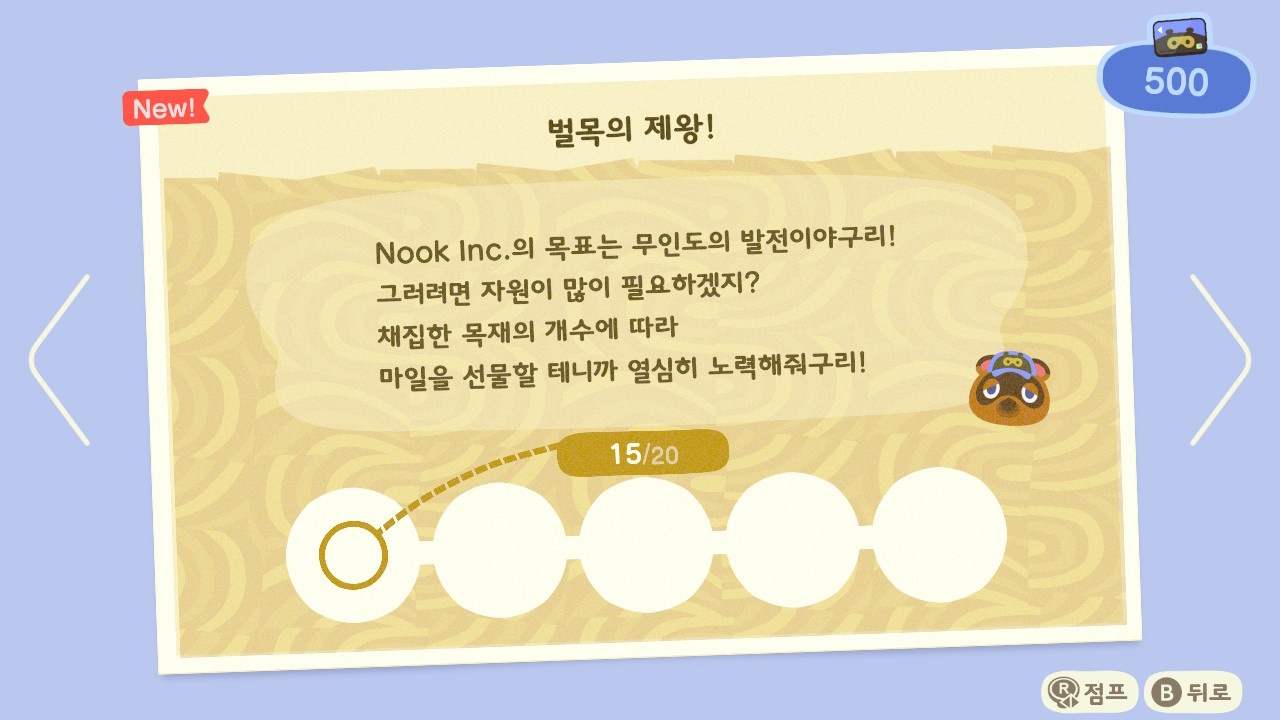 500
New!
벌목의 제왕!
Nook Inc.의 목표는 무인도의 발전이야구리!
그러려면 자원이 많이 필요하겠지?
채집한 목재의 개수에 따라
마일을 선물할 테니까 열심히 노력해줘구리!
15/20
R 점프 B 뒤로